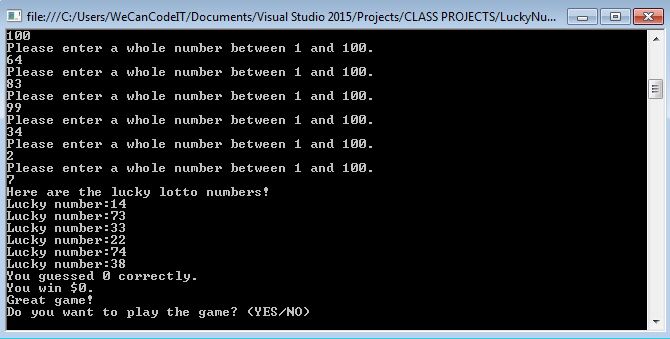 file:///C:/Users/WeCanCodeIT/Documents/Visual Studio 2015/Projects/CLASS PROJECTS/LuckyNu...
100
Please enter a whole number between 1 and 100.
64
Please enter a whole number between 1 and 100.
83
Please enter a whole number between 1 and 100.
99
Please enter a whole number between 1 and 100.
34
Please enter a whole number between 1 and 100.
2
Please enter a whole number between 1 and 100.
7
Here are the lucky lotto numbers!
Lucky number:14
Lucky number:73
Lucky number:33
Lucky number:22
Lucky number:74
Lucky number:38
You guessed 0 correctly.
You win $0.
Great game!
Do you want to play the game? (YES/NO)